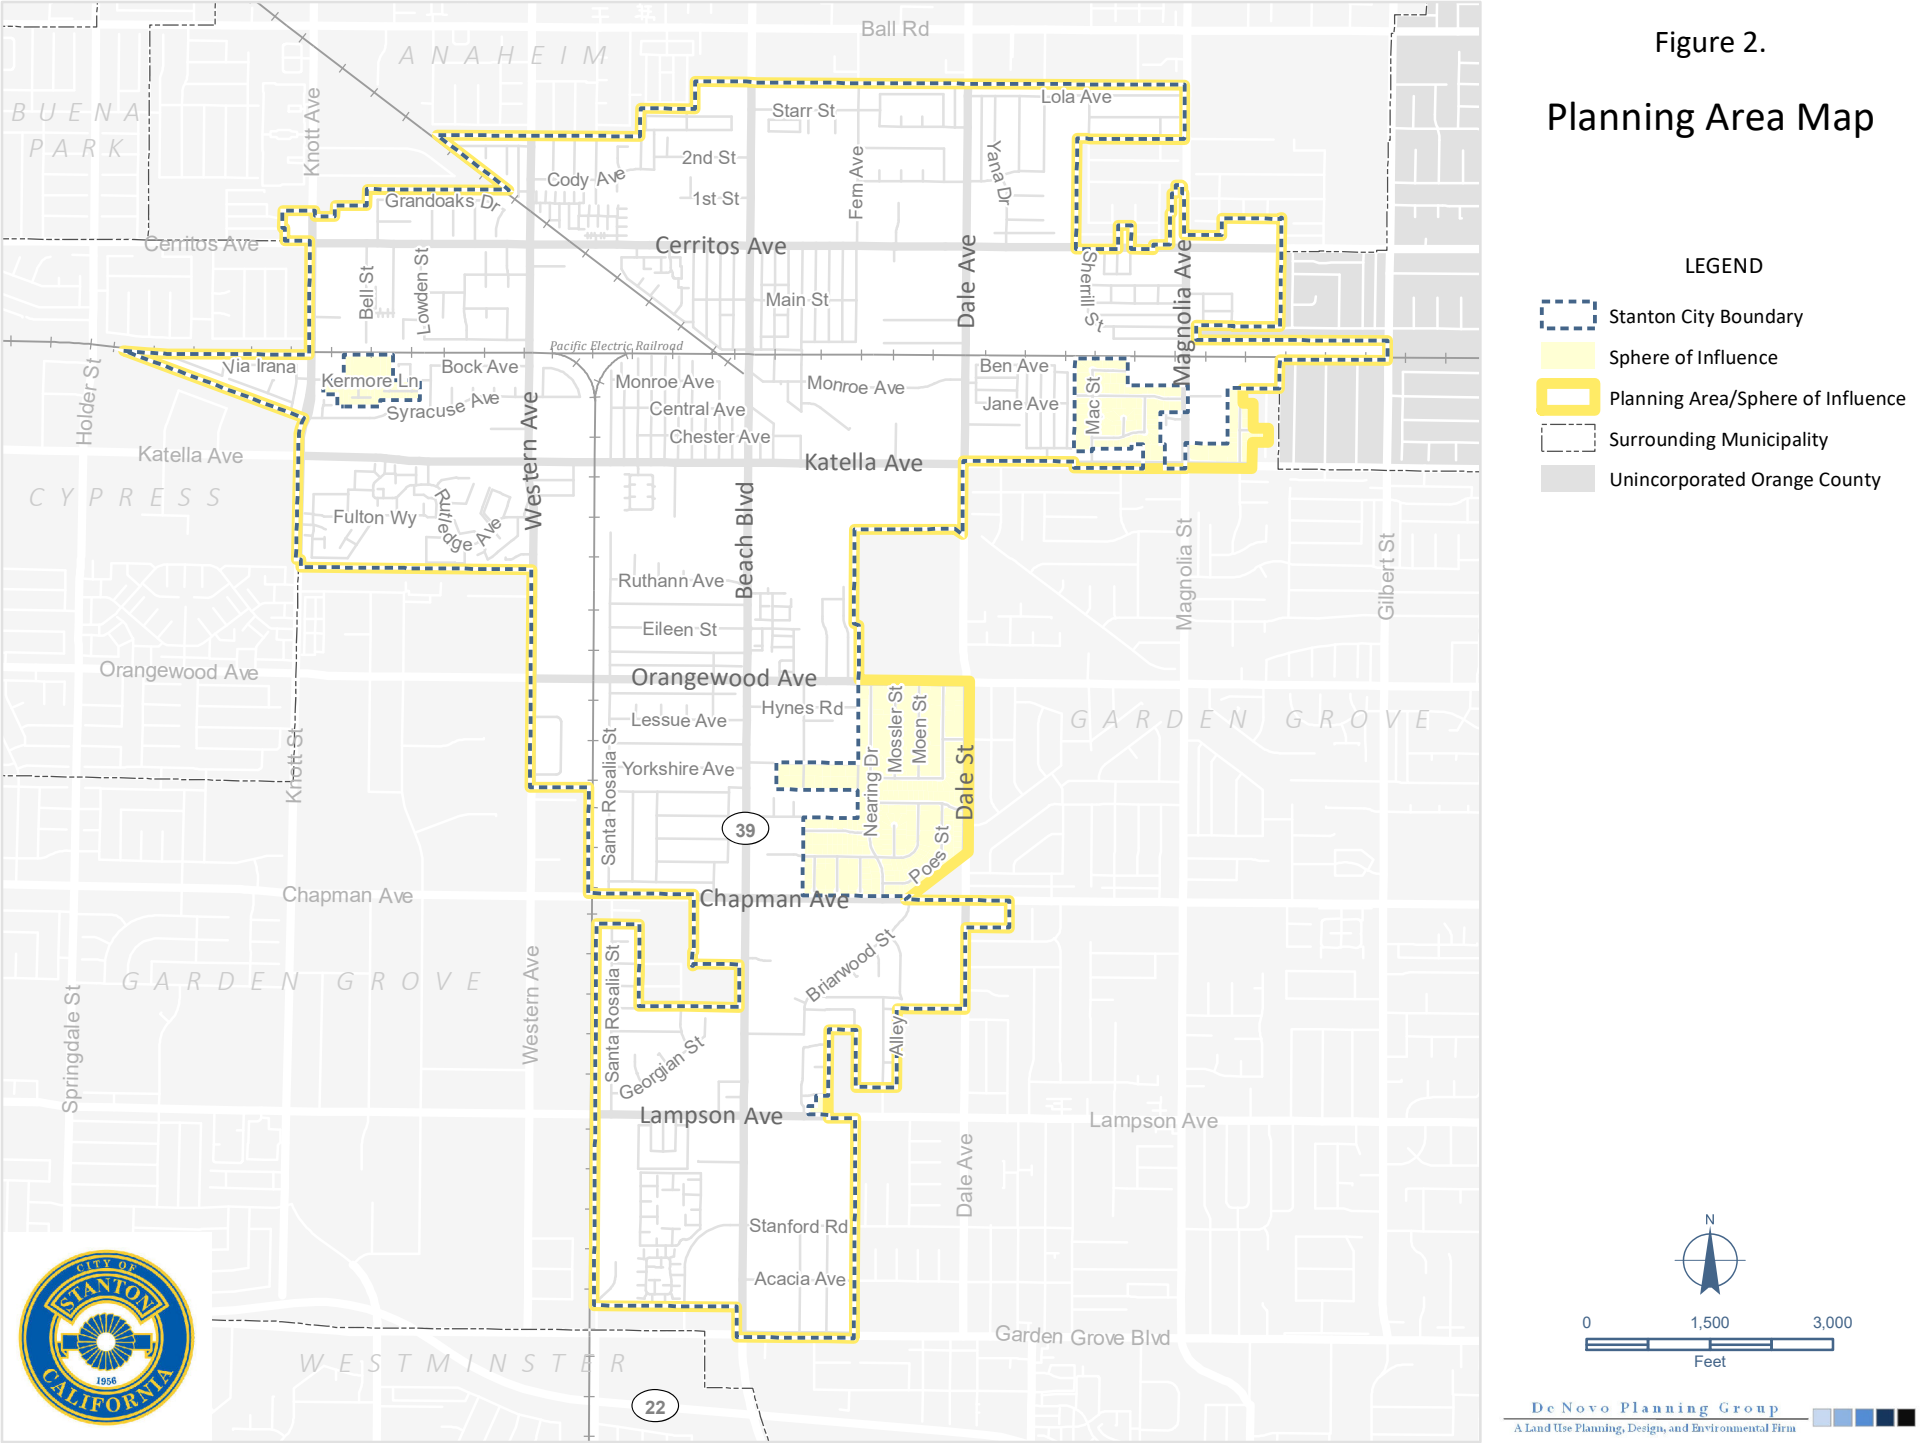 Figure 2.
Planning Area Map
LEGEND
Stanton City Boundary
Sphere of Influence
Planning Area/Sphere of Influence
Surrounding Municipality
Unincorporated Orange County
Ball Rd
ANAHEIM
BUENA
PARK
Knott Ave
Starr St
Lola Ave
2nd St
Cody Ave
1st St
Fern Ave
Yana Dr
Grandoaks Dr
Cerritos Ave
Cerritos Ave
Dale Ave
Magnolia Ave
Sherrill St
Bell St
Lowden St
Main St
Pacific Electric Railroad
Holder St
Via Irana
Kermore Ln
Bock Ave
Syracuse Ave
Monroe Ave
Monroe Ave
Ben Ave
Central Ave
Jane Ave
Mac St
Chester Ave
Western Ave
Katella Ave
Katella Ave
CYPRESS
Fulton Wy
Rutledge Ave
Beach Blvd
Magnolia St
Gilbert St
Ruthann Ave
Eileen St
Orangewood Ave
Orangewood Ave
Knott St
Lessue Ave
Hynes Rd
Mossler St
Moen St
GARDEN GROVE
Santa Rosalia St
Yorkshire Ave
Nearing Dr
Dale St
39
Poes St
Chapman Ave
Chapman Ave
GARDEN GROVE
Springdale St
Western Ave
Santa Rosalia St
Briarwood St
Alley
Georgian St
Lampson Ave
Lampson Ave
Dale Ave
Stanford Rd
Acacia Ave
Garden Grove Blvd
WESTMINSTER
22
CITY OF
STANTON
1956
CALIFORNIA
N
0 1,500 3,000
Feet
De Novo Planning Group
A Land Use Planning, Design, and Environmental Firm